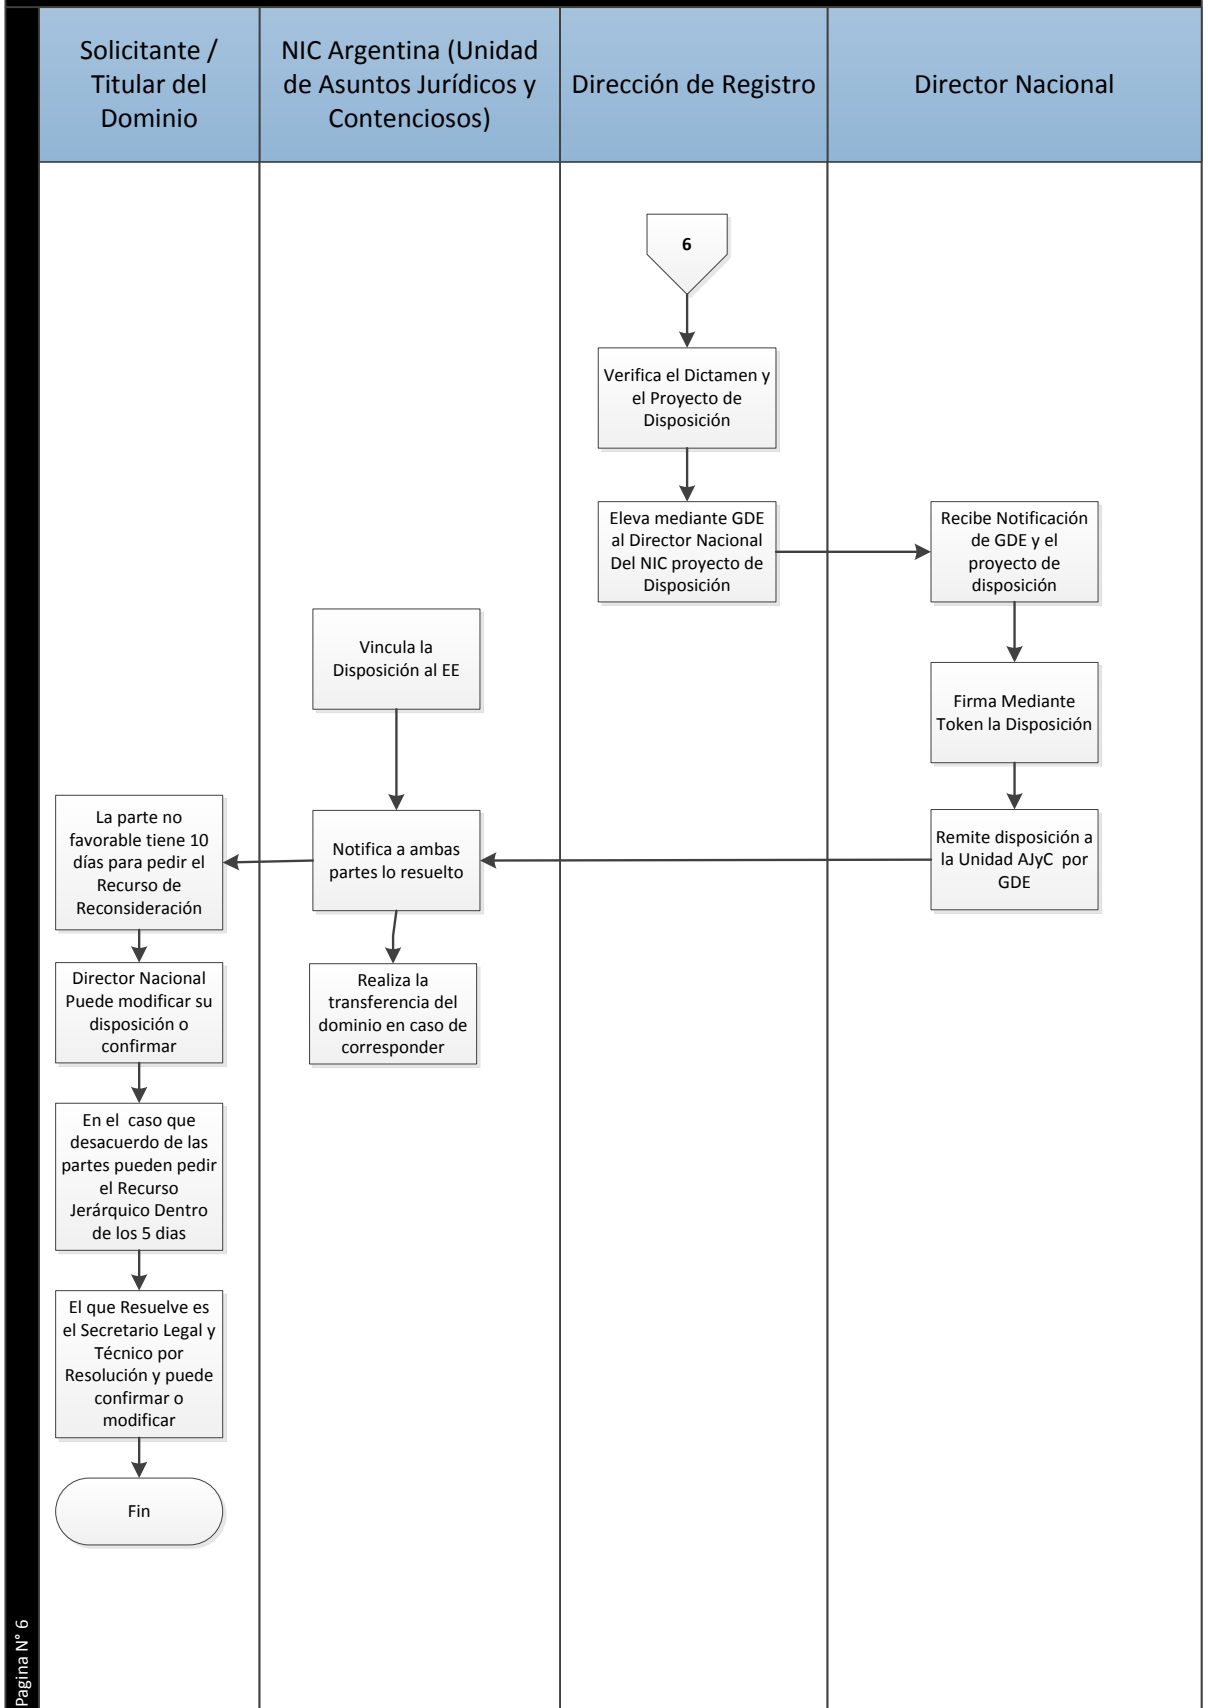 Solicitante /
Titular del
Dominio
NIC Argentina (Unidad
de Asuntos Jurídicos y
Contenciosos)
Dirección de Registro
Director Nacional
6
Verifica el Dictamen y
el Proyecto de
Disposición
Eleva mediante GDE
al Director Nacional
Del NIC proyecto de
Disposición
Recibe Notificación
de GDE y el
proyecto de
disposición
Vincula la
Disposición al EE
Firma Mediante
Token la Disposición
La parte no
favorable tiene 10
días para pedir el
Recurso de
Reconsideración
Notifica a ambas
partes lo resuelto
Remite disposición a
la Unidad AJyC por
GDE
Director Nacional
Puede modificar su
disposición o
confirmar
Realiza la
transferencia del
dominio en caso de
corresponder
En el caso que
desacuerdo de las
partes pueden pedir
el Recurso
Jerárquico Dentro
de los 5 dias
El que Resuelve es
el Secretario Legal y
Técnico por
Resolución y puede
confirmar o
modificar
Fin
Pagina N° 6